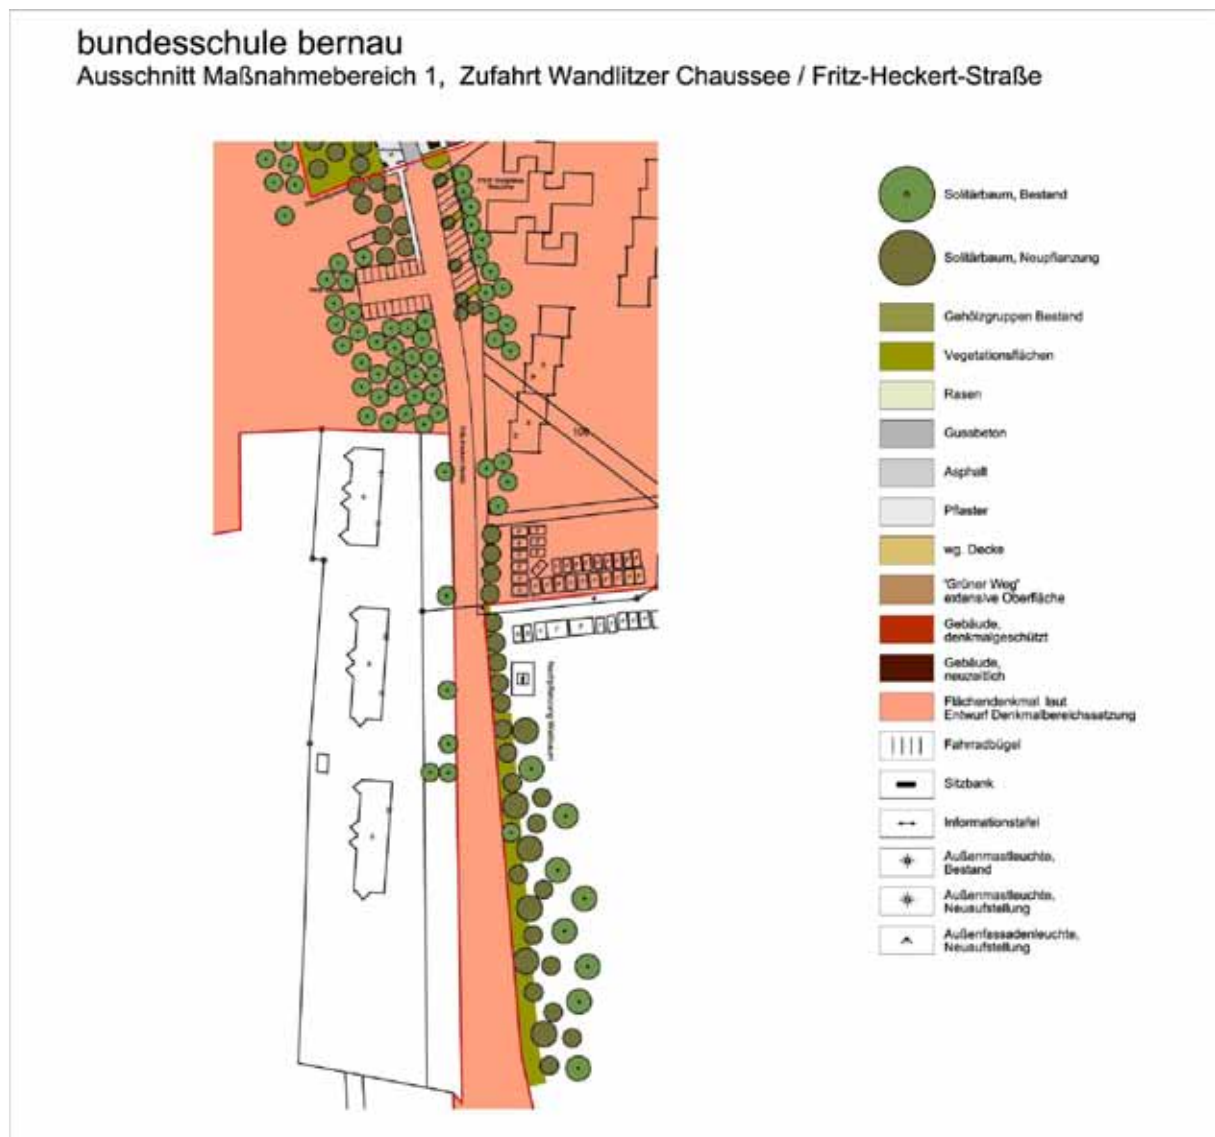 bundesschule bernau
Ausschnitt Maßnahmebereich 1, Zufahrt Wandlitzer Chaussee / Fritz-Heckert-Straße
Solitärbaum, Bestand
Solitärbaum, Neupflanzung
Gehölzgruppen Bestand
Vegetationsflächen
Rasen
Gussbeton
Asphalt
Pflaster
wg. Decke
'Grüner Weg'
extensive Oberfläche
Gebäude,
denkmalgeschützt
Gebäude,
neuzeitlich
Flächendenkmal laut
Entwurf Denkmalbereichssatzung
Fahrradbügel
Sitzbank
Informationstafel
Außenmastleuchte,
Bestand
Außenmastleuchte,
Neuaufstellung
Außenfassadenleuchte,
Neuaufstellung
106